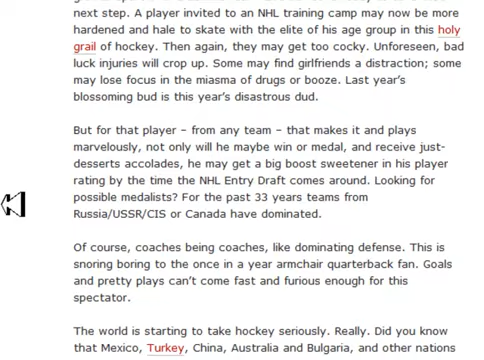 next step. A player invited to an NHL training camp may now be more
hardened and hale to skate with the elite of his age group in this holy
grail of hockey. Then again, they may get too cocky. Unforeseen, bad
luck injuries will crop up. Some may find girlfriends a distraction; some
may lose focus in the miasma of drugs or booze. Last year's
blossoming bud is this year's disastrous dud.
But for that player – from any team – that makes it and plays
marvelously, not only will he maybe win or medal, and receive just-
desserts accolades, he may get a big boost sweetener in his player
rating by the time the NHL Entry Draft comes around. Looking for
possible medalists? For the past 33 years teams from
Russia/USSR/CIS or Canada have dominated.
Of course, coaches being coaches, like dominating defense. This is
snoring boring to the once in a year armchair quarterback fan. Goals
and pretty plays can't come fast and furious enough for this
spectator.
The world is starting to take hockey seriously. Really. Did you know
that Mexico, Turkey, China, Australia and Bulgaria, and other nations